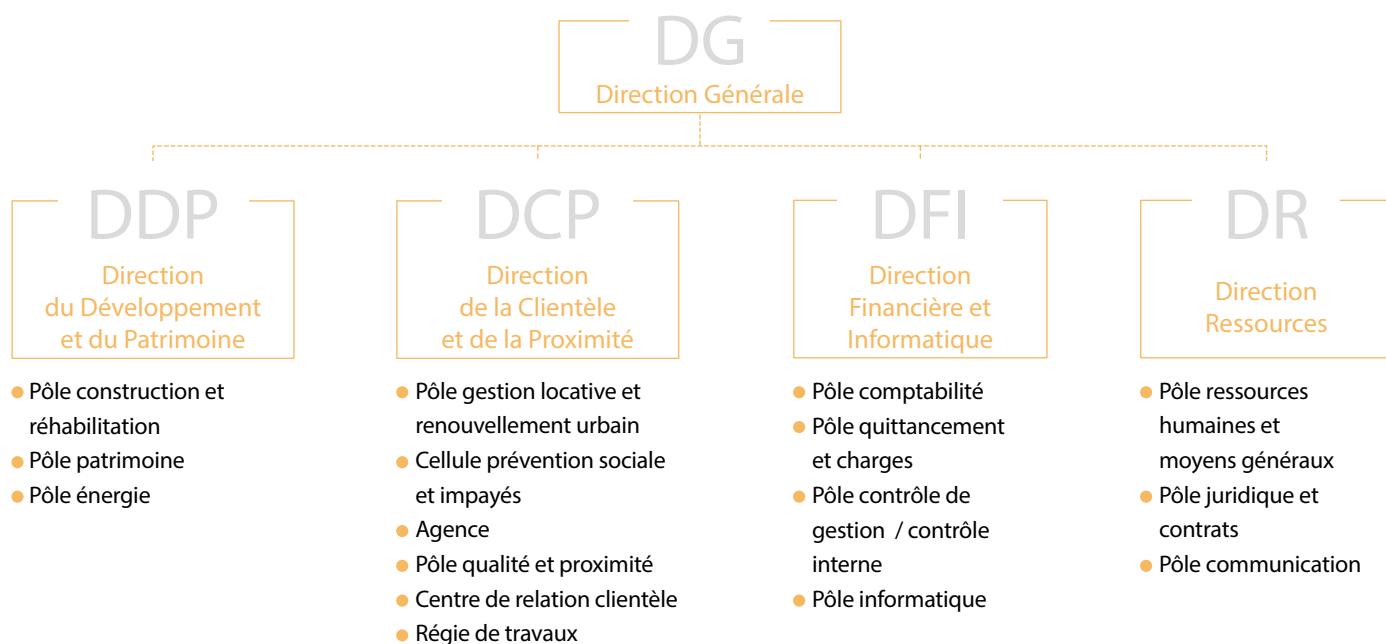 DG
Direction Générale
DDP
Direction
du Développement
et du Patrimoine
● Pôle construction et
réhabilitation
● Pôle patrimoine
● Pôle énergie
DCP
Direction
de la Clientèle
et de la Proximité
● Pôle gestion locative et
renouvellement urbain
● Cellule prévention sociale
et impayés
● Agence
● Pôle qualité et proximité
● Centre de relation clientèle
● Régie de travaux
DFI
Direction
Financière et
Informatique
● Pôle comptabilité
● Pôle quittancement
et charges
● Pôle contrôle de
gestion / contrôle
interne
● Pôle informatique
DR
Direction
Ressources
● Pôle ressources
humaines et
moyens généraux
● Pôle juridique et
contrats
● Pôle communication